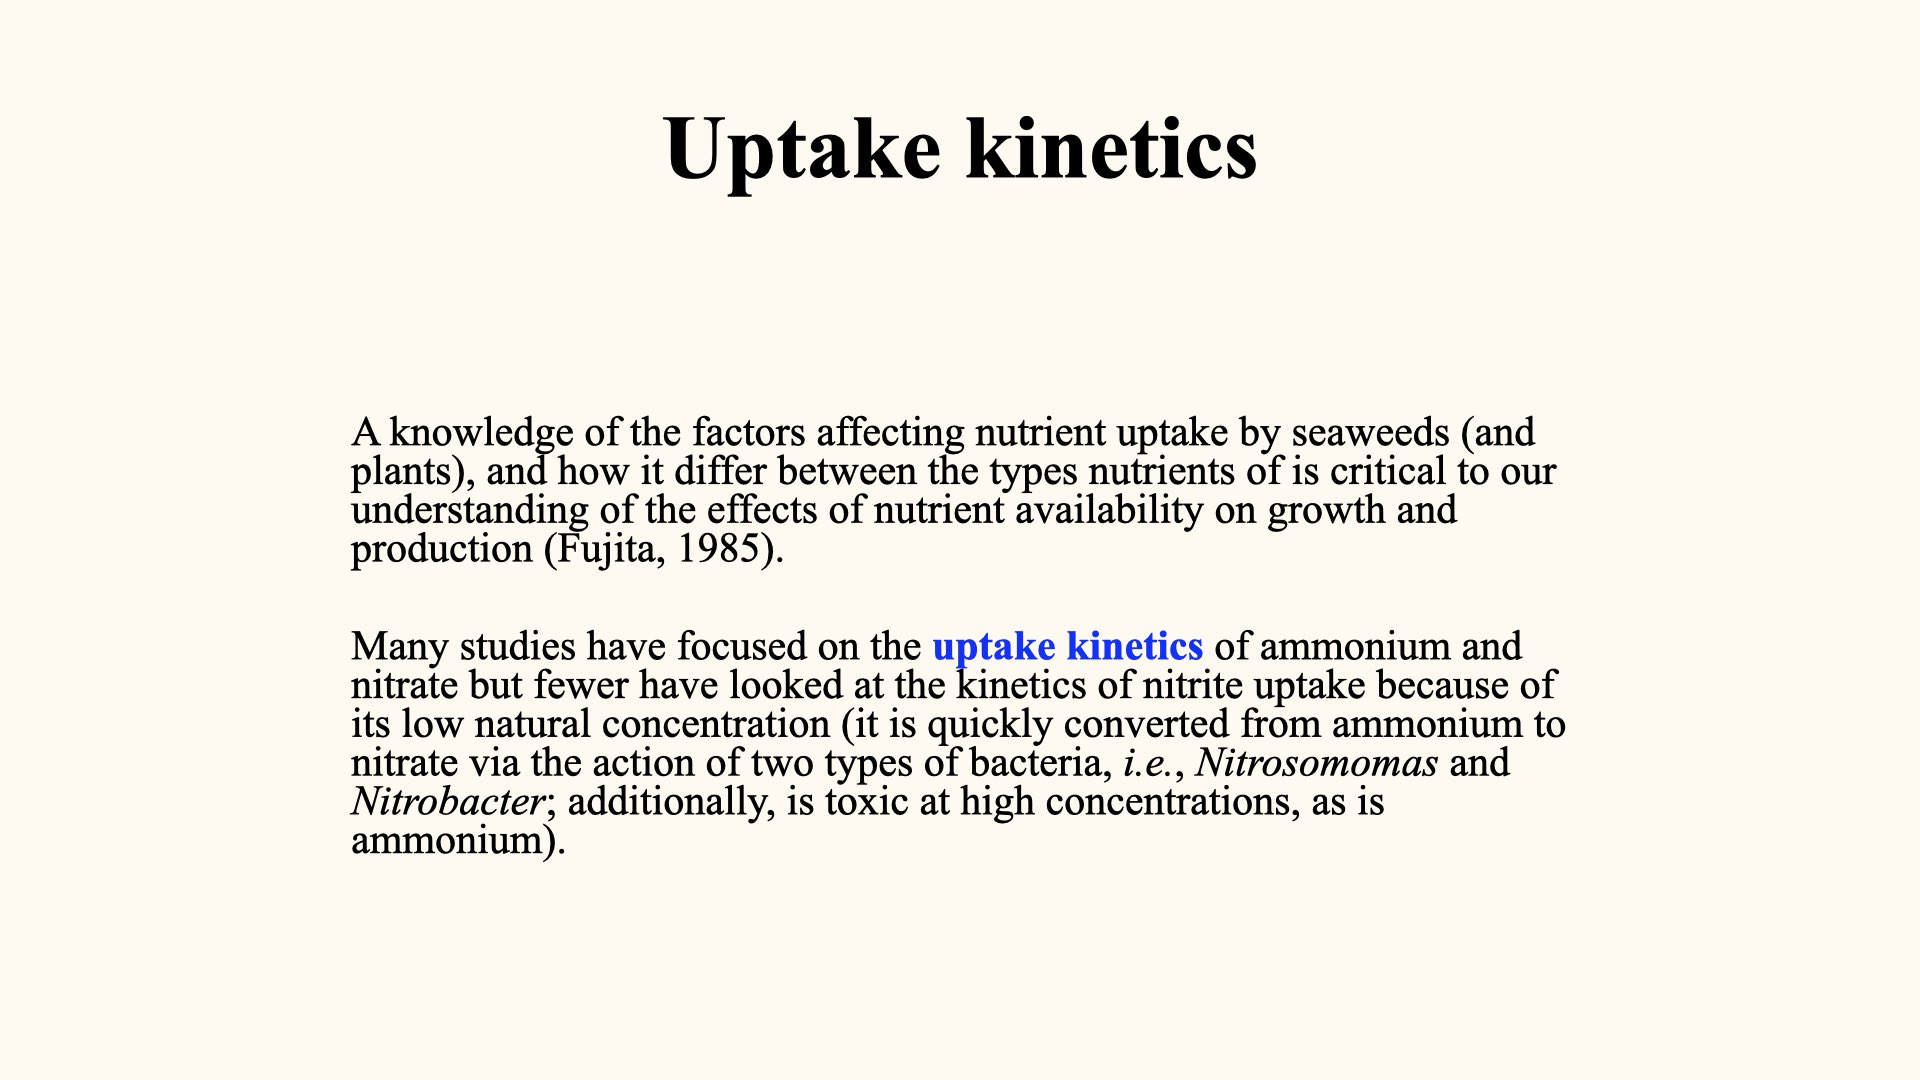 Uptake kinetics
A knowledge of the factors affecting nutrient uptake by seaweeds (and
plants), and how it differ between the types nutrients of is critical to our
understanding of the effects of nutrient availability on growth and
production (Fujita, 1985).
Many studies have focused on the uptake kinetics of ammonium and
nitrate but fewer have looked at the kinetics of nitrite uptake because of
its low natural concentration (it is quickly converted from ammonium to
nitrate via the action of two types of bacteria, i.e., Nitrosomomas and
Nitrobacter; additionally, is toxic at high concentrations, as is
ammonium).